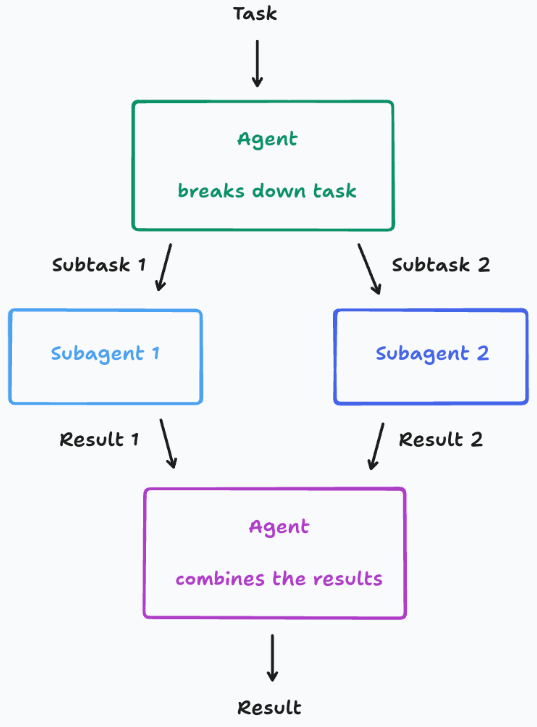 Task
Agent
breaks down task
Subtask 1
Subtask 2
Subagent 1
Subagent 2
Result 1
Result 2
Agent
combines the results
Result